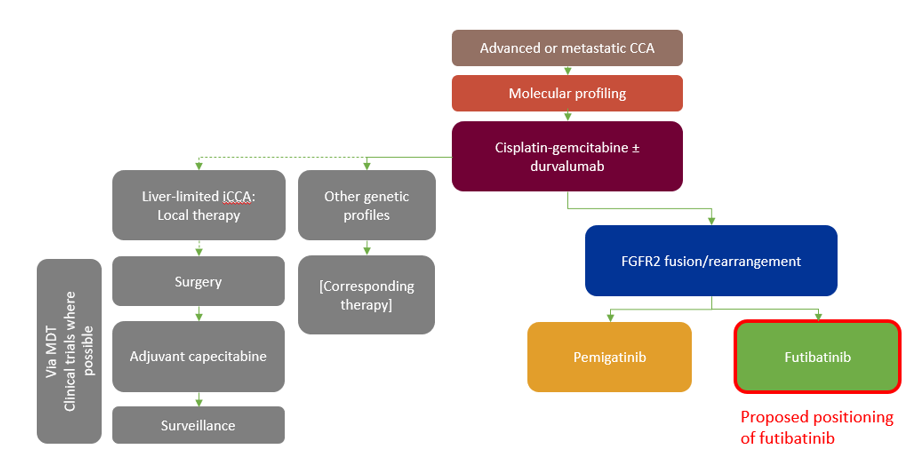 Advanced or metastatic CCA
Molecular profiling
Cisplatin-gemcitabine ±
durvalumab
Liver-limited iCCA:
Local therapy
Other genetic
profiles
FGFR2 fusion/rearrangement
Surgery
[Corresponding
therapy]
Via MDT
Clinical trials where
possible
Adjuvant capecitabine
Pemigatinib
Futibatinib
Surveillance
Proposed positioning
of futibatinib